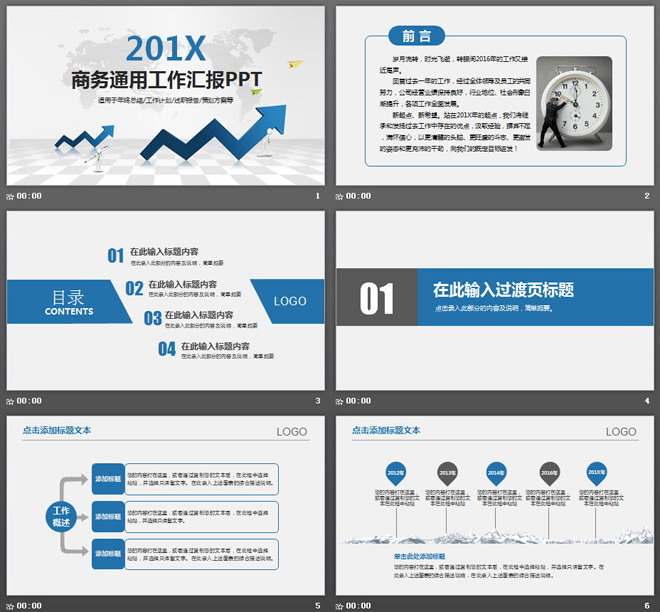 201X
商务通用工作汇报PPT
适用于年终总结/工作计划/述职报告/策划方案等
00:00
1
前 言
岁月流转，时光飞逝，转眼间2016年的工作又接
近尾声。
回首过去一年的工作，经过全体领导及员工的共同
努力，公司经营业绩保持良好，行业地位、社会形象日
渐提升，各项工作全面发展。
新起点、新希望。站在201X年的起点，我们将继
承和发扬过去工作中存在的优点，汲取经验，摒弃不足
，满怀信心，以更清醒的头脑、更旺盛的斗志、更奋发
的姿态和更充沛的干劲，向我们的既定目标进发！
00:00
2
目录
CONTENTS
01
在此输入标题内容
在此录入此部分的内容及说明，简单扼要
02
在此输入标题内容
在此录入此部分的内容及说明，简单扼要
03
在此输入标题内容
在此录入此部分的内容及说明，简单扼要
04
在此输入标题内容
在此录入此部分的内容及说明，简单扼要
LOGO
00:00
3
01
在此输入过渡页标题
点击录入此部分的内容及说明，简单扼要。
00:00
4
点击添加标题文本
LOGO
工作
概述
添加标题
您的内容打在这里，或者通过复制您的文本后，在此框中选择
粘贴，并选择只保留文字。在此录入上述图表的综合描述说明。
添加标题
您的内容打在这里，或者通过复制您的文本后，在此框中选择
粘贴，并选择只保留文字。
添加标题
您的内容打在这里，或者通过复制您的文本后，在此框中选择
粘贴，并选择只保留文字。在此录入上述图表的综合描述说明。
00:00
5
点击添加标题文本
LOGO
2012年
您的内容打在这里，
或者通过复制您的文
本在此框中粘贴
2013年
您的内容打在这里，
或者通过复制您的文
本在此框中粘贴
2014年
您的内容打在这里，
或者通过复制您的文
本在此框中粘贴
2016年
您的内容打在这里，
或者通过复制您的文
本在此框中粘贴
201X年
您的内容打在这里，
或者通过复制您的文
本在此框中粘贴
单击此处添加标题
您的内容打在这里，或者通过复制您的文本后，在此框中选择粘贴，并选择只保留文字。在
此录入上述图表的综合描述说明，在此录入上述图表的综合描述说明。
00:00
6